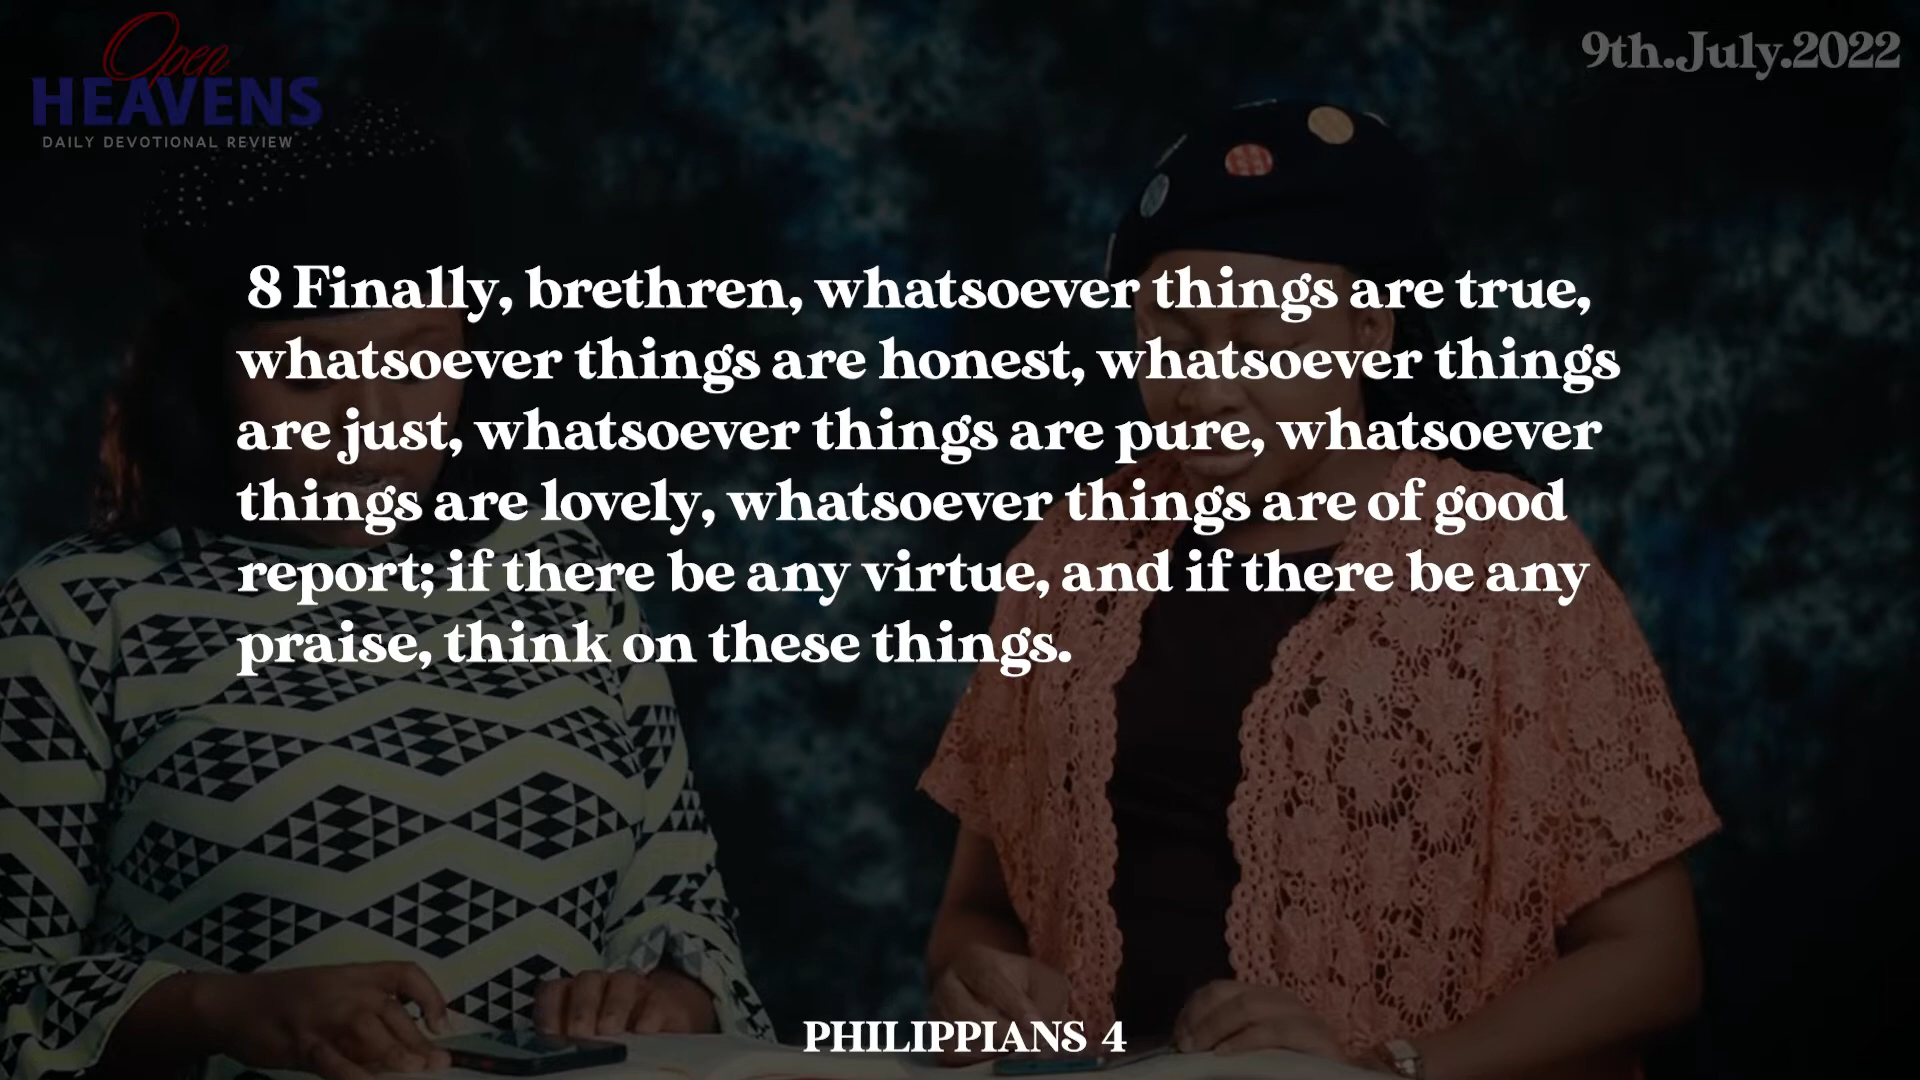 Open
HEAVENS
DAILY DEVOTIONAL REVIEW
9th.July.2022
8 Finally, brethren, whatsoever things are true,
whatsoever things are honest, whatsoever things
are just, whatsoever things are pure, whatsoever
things are lovely, whatsoever things are of good
report; if there be any virtue, and if there be any
praise, think on these things.
PHILIPPIANS 4